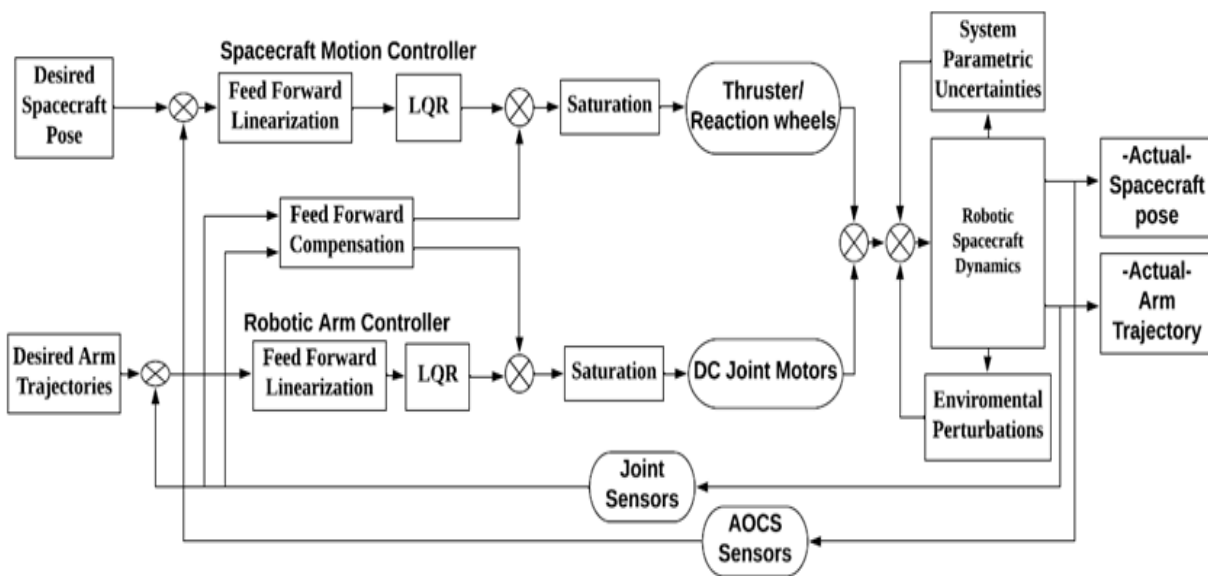 Spacecraft Motion Controller
Desired
Spacecraft
Pose
Feed Forward
Linearization
LQR
Saturation
Thruster/
Reaction wheels
System
Parametric
Uncertainties
Feed Forward
Compensation
Robotic
Spacecraft
Dynamics
-Actual-
Spacecraft
pose
-Actual-
Arm
Trajectory
Robotic Arm Controller
Desired Arm
Trajectories
Feed Forward
Linearization
LQR
Saturation
DC Joint Motors
Enviromental
Perturbations
Joint
Sensors
AOCS
Sensors